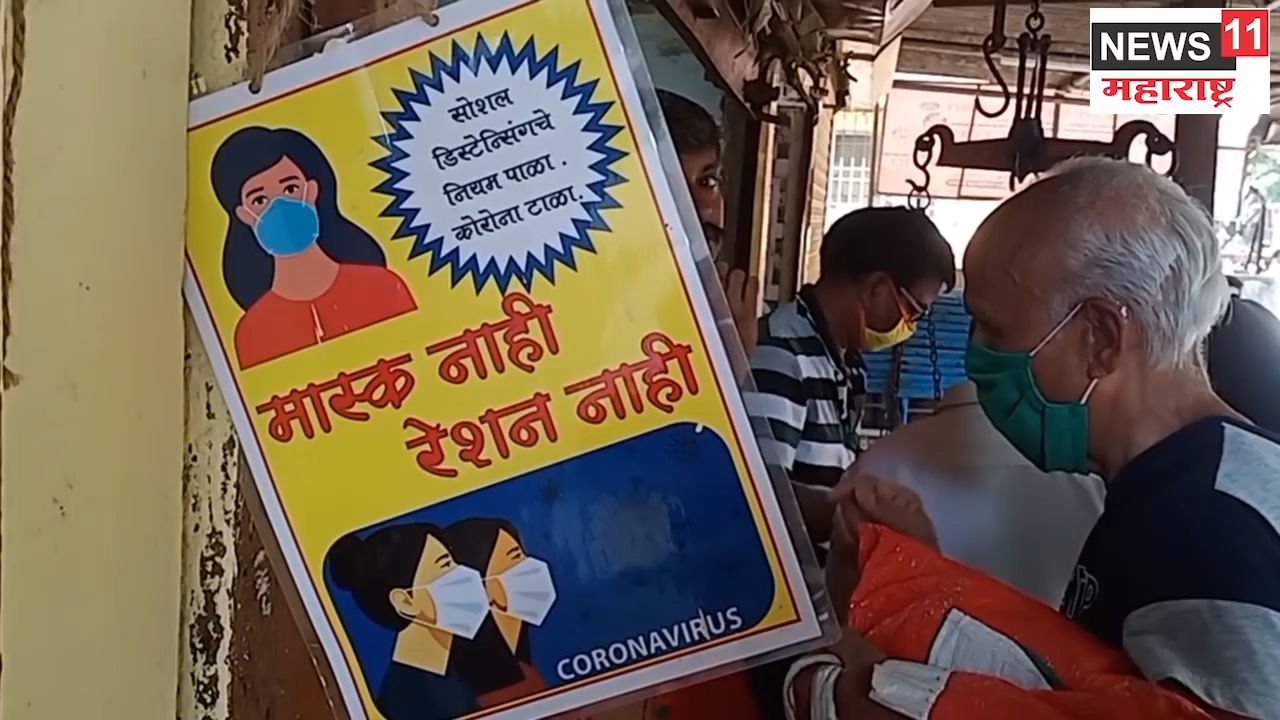 NEWS 11
महाराष्ट्र
सोशल
डिस्टेन्सिंगचे
नियम पाळा.
कोरोना टाळा.
मास्क नाही
रेशन नाही
CORONAVIRUS